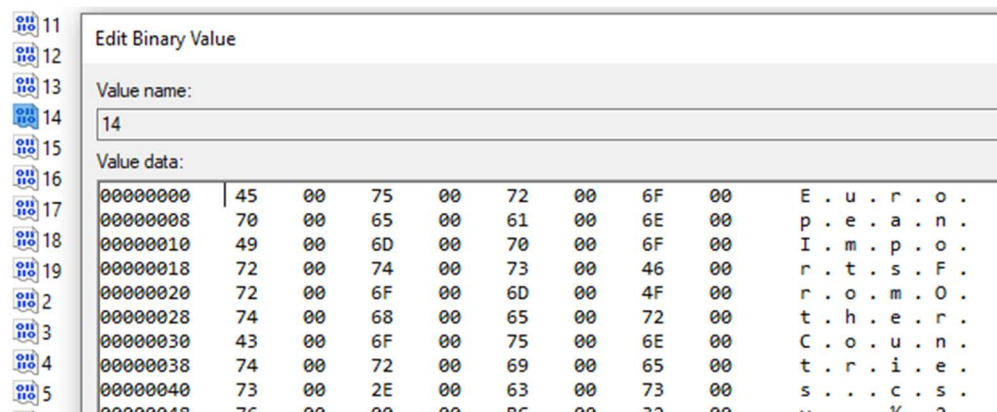 11
12
13
14
15
16
17
18
19
2
3
4
5
Edit Binary Value
Value name:
14
Value data:
00000000 45 00 75 00 72 00 6F 00 E . u . r . o .
00000008 70 00 65 00 61 00 6E 00 p . e . a . n .
00000010 49 00 6D 00 70 00 6F 00 I . m . p . o .
00000018 72 00 74 00 73 00 46 00 r . t . s . F .
00000020 72 00 6F 00 6D 00 4F 00 r . o . m . O .
00000028 74 00 68 00 65 00 72 00 t . h . e . r .
00000030 43 00 6F 00 75 00 6E 00 C . o . u . n .
00000038 74 00 72 00 69 00 65 00 t . r . i . e .
00000040 73 00 2E 00 63 00 73 00 s . . . c . s .